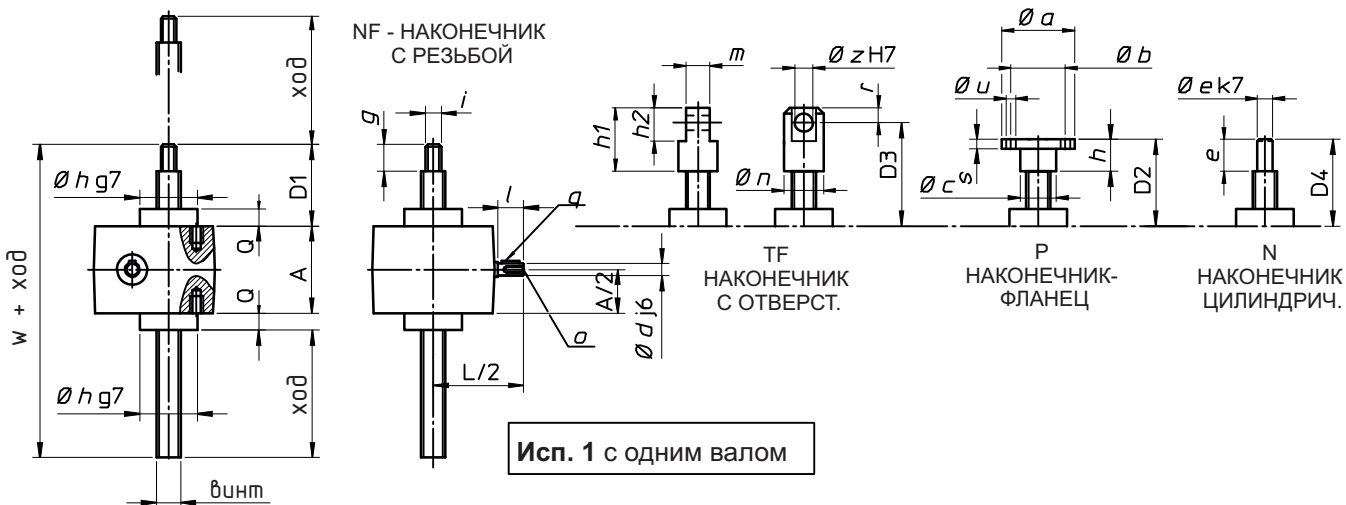 NF - НАКОНЕЧНИК
С РЕЗЬБОЙ
ход
D1
Q
A
Q
ход
w + ход
Ø h g7
Ø h g7
винт
g
i
l
q
A/2
Ø d j6
o
L/2
m
h1
h2
Ø z H7
r
D3
Ø n
TF
НАКОНЕЧНИК
С ОТВЕРСТ.
Ø a
Ø b
Ø u
s
Ø c
h
D2
P
НАКОНЕЧНИК-
ФЛАНЕЦ
Ø e k7
e
D4
N
НАКОНЕЧНИК
ЦИЛИНДРИЧ.
Исп. 1 с одним валом